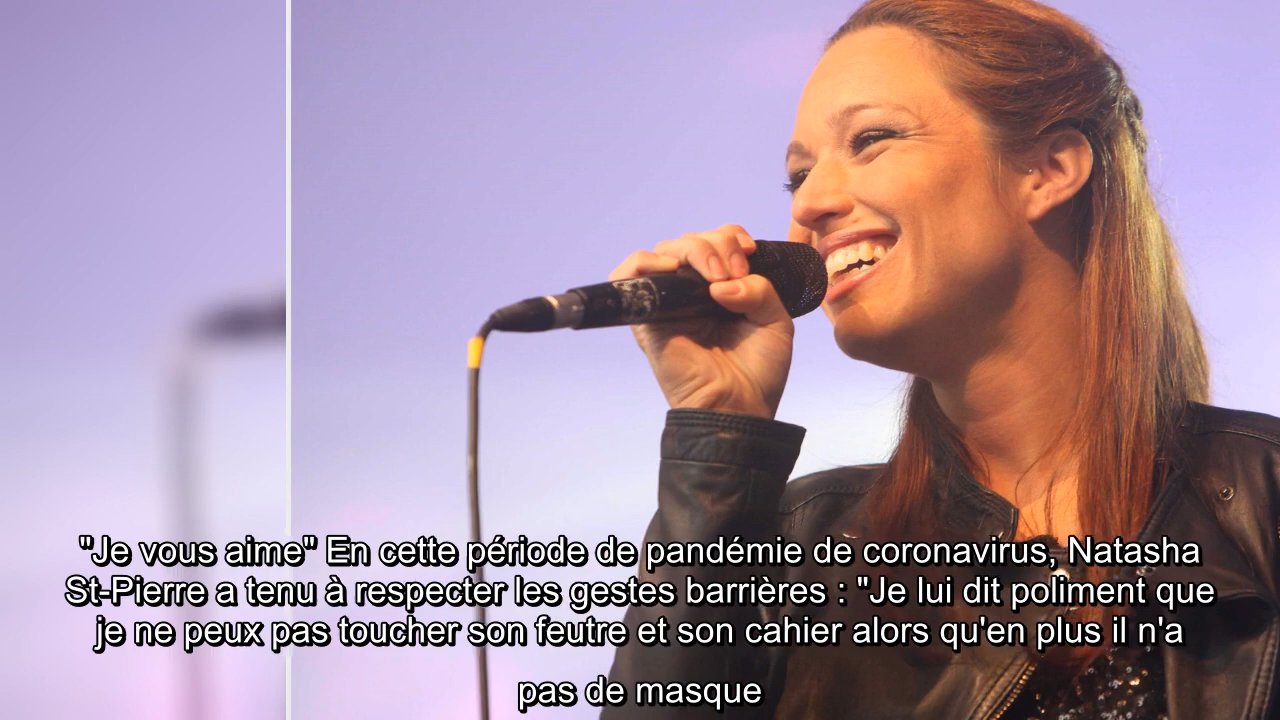 "Je vous aime" En cette période de pandémie de coronavirus, Natasha
St-Pierre a tenu à respecter les gestes barrières : "Je lui dit poliment que
je ne peux pas toucher son feutre et son cahier alors qu'en plus il n'a
pas de masque